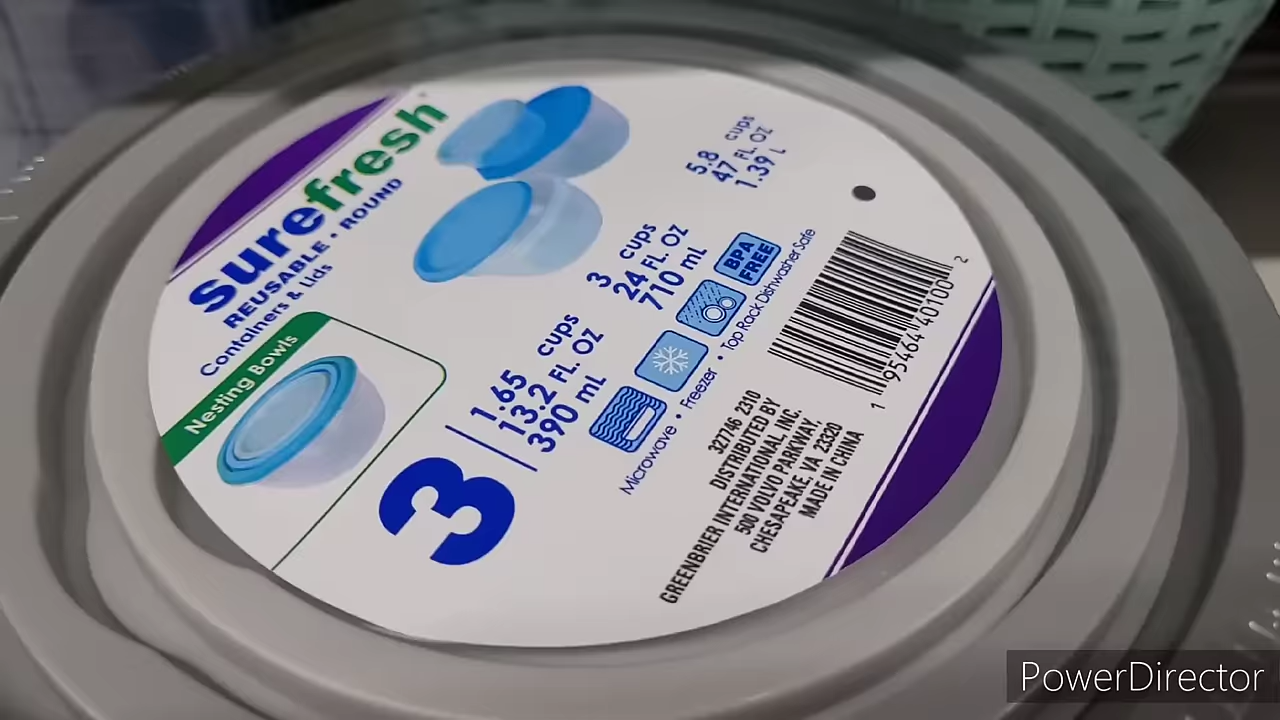 surefresh
REUSABLE • ROUND
Containers & Lids
Nesting Bowls
3
1.65 cups
13.2 FL. OZ
390 mL
3 cups
24 FL. OZ
710 mL
5.8 cups
47 FL. OZ
1.39 L
BPA
FREE
Microwave • Freezer • Top Rack Dishwasher Safe
327746 2310
DISTRIBUTED BY
GREENBRIER INTERNATIONAL, INC.
500 VOLVO PARKWAY,
CHESAPEAKE, VA 23320
MADE IN CHINA
1 95464 40100 2
PowerDirector